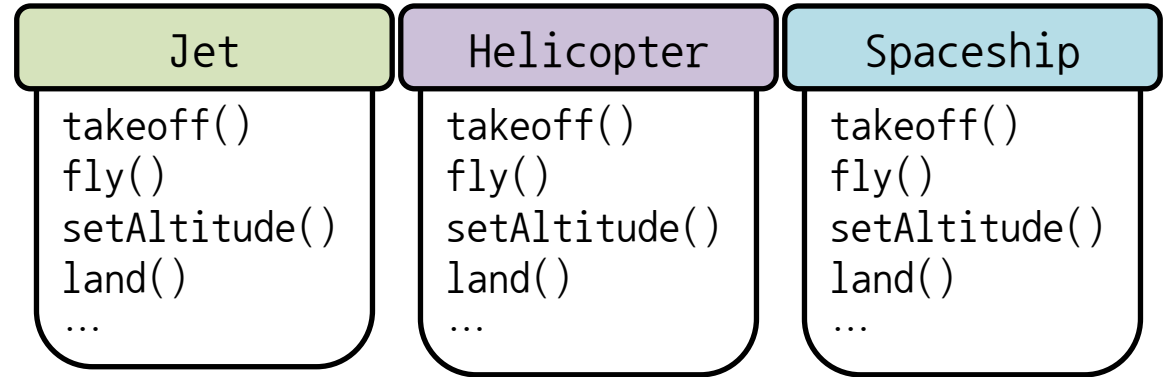 Jet
takeoff()
fly()
setAltitude()
land()
...
Helicopter
takeoff()
fly()
setAltitude()
land()
...
Spaceship
takeoff()
fly()
setAltitude()
land()
...